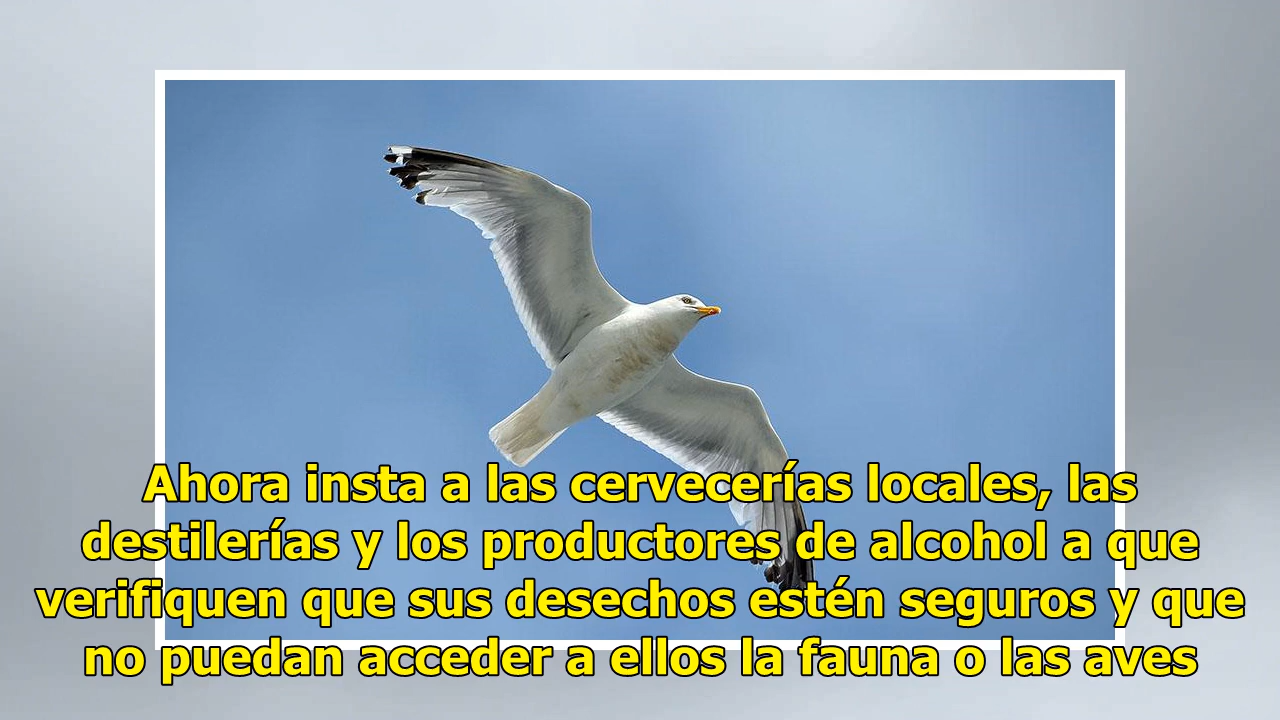 Ahora insta a las cervecerías locales, las
destilerías y los productores de alcohol a que
verifiquen que sus desechos estén seguros y que
no puedan acceder a ellos la fauna o las aves